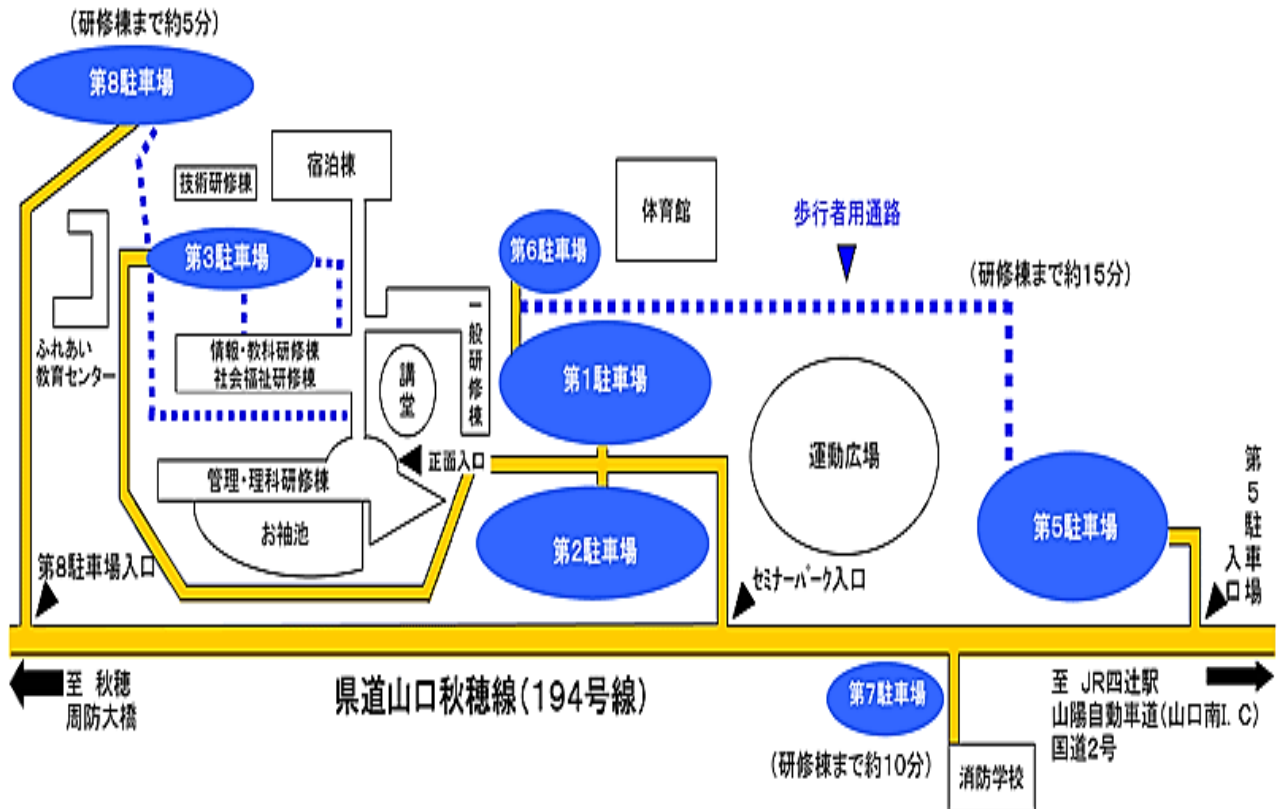 （研修棟まで約5分）
第8駐車場
宿泊棟
技術研修棟
体育館
歩行者用通路
第6駐車場
第3駐車場
（研修棟まで約15分）
一般研修棟
ふれあい
教育センター
情報・教科研修棟
社会福祉研修棟
講堂
第1駐車場
運動広場
正面入口
管理・理科研修棟
お袖池
第2駐車場
第5駐車場
第5駐車場
入口
第8駐車場入口
セミナーパーク入口
至 秋穂
周防大橋
県道山口秋穂線（194号線）
第7駐車場
（研修棟まで約10分）
消防学校
至 JR四辻駅
山陽自動車道（山口南I. C）
国道2号